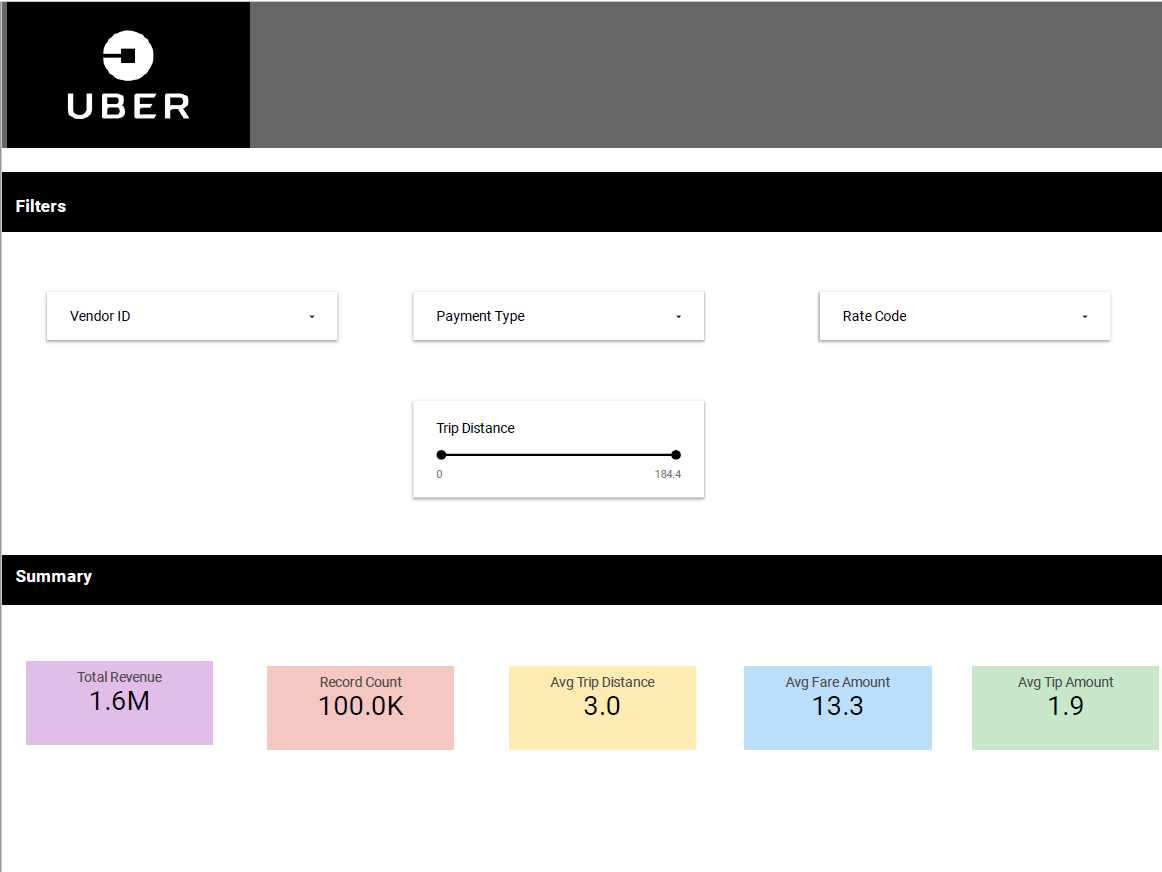 UBER
Filters
Vendor ID
Payment Type
Rate Code
Trip Distance
0
184.4
Summary
Total Revenue
1.6M
Record Count
100.0K
Avg Trip Distance
3.0
Avg Fare Amount
13.3
Avg Tip Amount
1.9